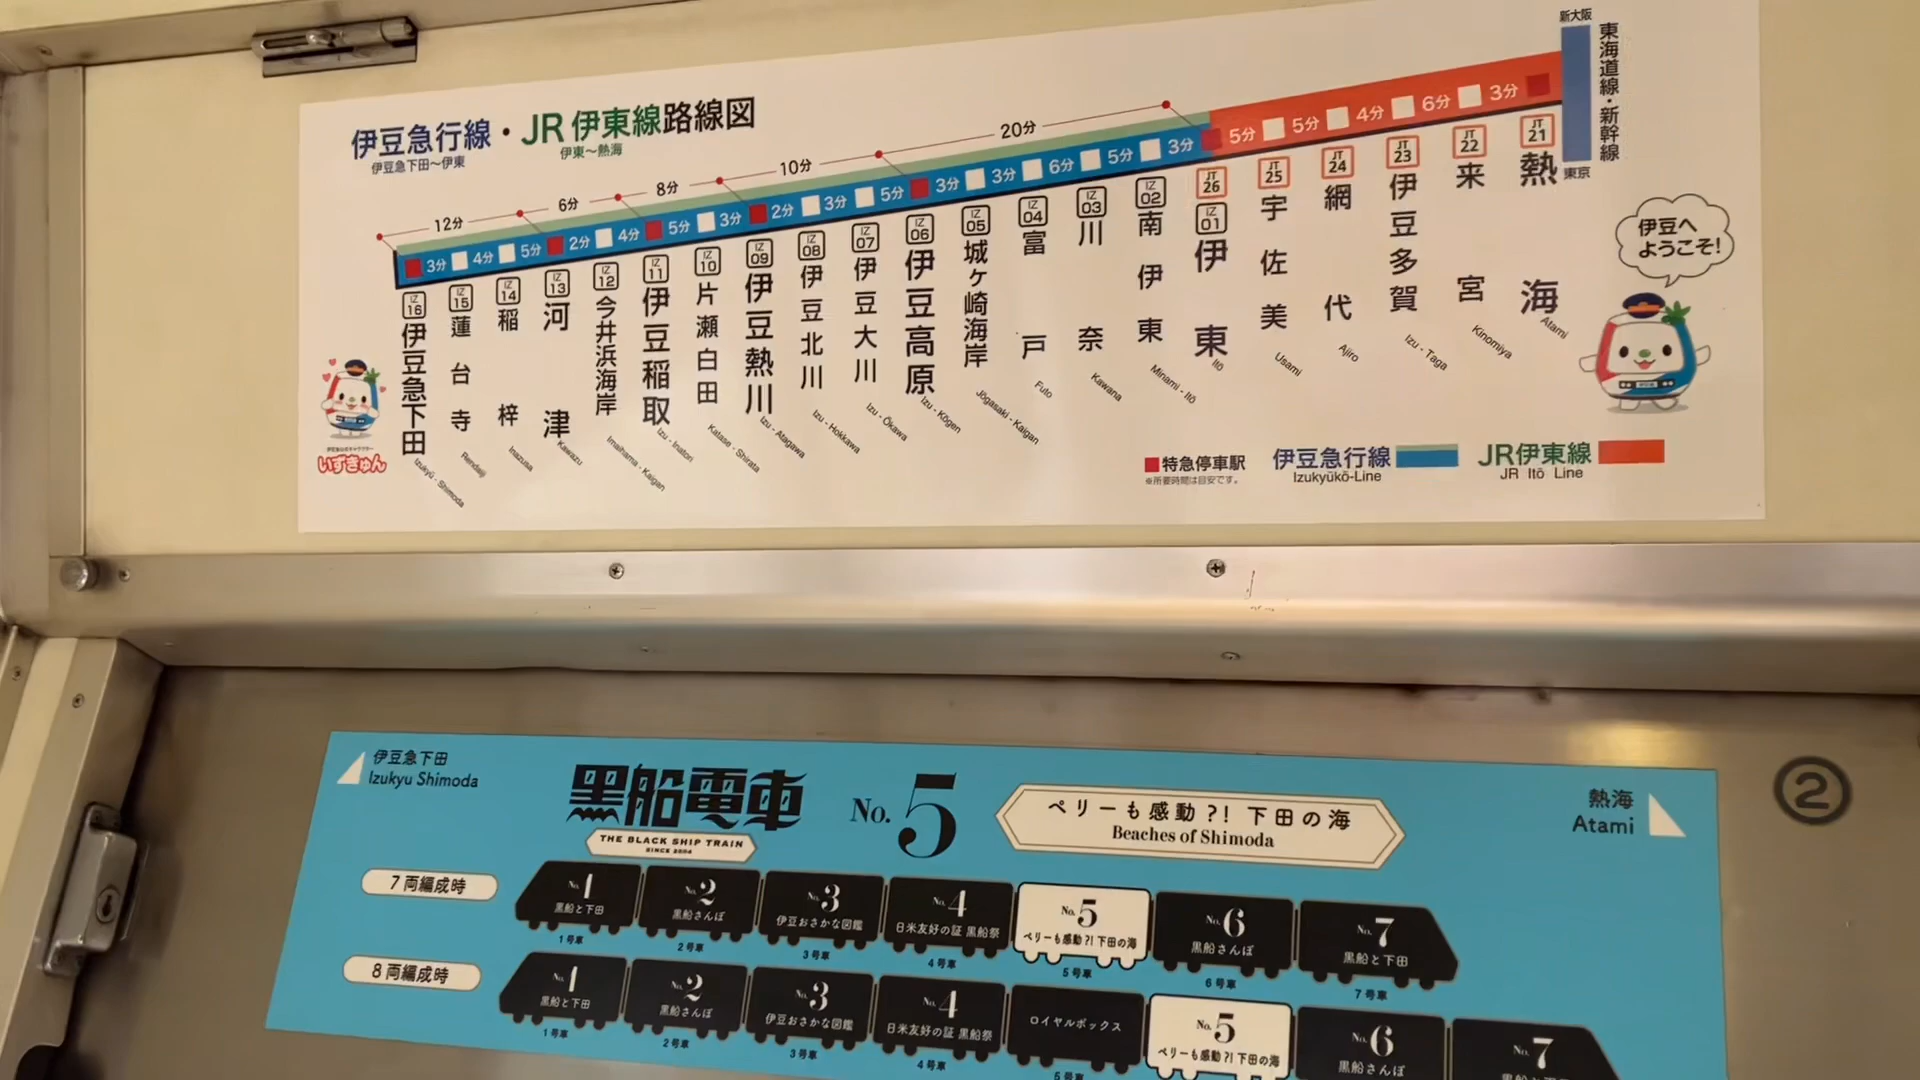 伊豆急行線・JR伊東線路線図
伊豆急下田〜伊東
伊東〜熱海
12分
6分
8分
10分
20分
3分
4分
5分
2分
4分
5分
3分
2分
3分
5分
3分
3分
6分
5分
3分
5分
5分
4分
6分
3分
新大阪
東海道線・新幹線
東京
IZ 16
伊豆急下田
Izukyū - Shimoda
IZ 15
蓮台寺
Rendaiji
IZ 14
稲梓
Inazusa
IZ 13
河津
Kawazu
IZ 12
今井浜海岸
Imaihama - Kaigan
IZ 11
伊豆稲取
Izu - Inatori
IZ 10
片瀬白田
Katase - Shirata
IZ 09
伊豆熱川
Izu - Atagawa
IZ 08
伊豆北川
Izu - Hokkawa
IZ 07
伊豆大川
Izu - Ōkawa
IZ 06
伊豆高原
Izu - Kōgen
IZ 05
城ヶ崎海岸
Jōgasaki - Kaigan
IZ 04
富戸
Futo
IZ 03
川奈
Kawana
IZ 02
南伊東
Minami - Itō
JT 26
IZ 01
伊東
Itō
JT 25
宇佐美
Usami
JT 24
網代
Ajiro
JT 23
伊豆多賀
Izu - Taga
JT 22
来宮
Kinomiya
JT 21
熱海
Atami
伊豆へ
ようこそ!
いずきゅん
特急停車駅
※所要時間は目安です。
伊豆急行線
Izukyūkō-Line
JR伊東線
JR Itō Line
伊豆急下田
Izukyu Shimoda
黒船電車
THE BLACK SHIP TRAIN
SINCE 2004
No. 5
ペリーも感動?! 下田の海
Beaches of Shimoda
熱海
Atami
②
7両編成時
No. 1
黒船と下田
1号車
No. 2
黒船さんぽ
2号車
No. 3
伊豆おさかな図鑑
3号車
No. 4
日米友好の証 黒船祭
4号車
No. 5
ペリーも感動?! 下田の海
5号車
No. 6
黒船さんぽ
6号車
No. 7
黒船と下田
7号車
8両編成時
No. 1
黒船と下田
1号車
No. 2
黒船さんぽ
2号車
No. 3
伊豆おさかな図鑑
3号車
No. 4
日米友好の証 黒船祭
4号車
ロイヤルボックス
5号車
No. 5
ペリーも感動?! 下田の海
No. 6
黒船さんぽ
No. 7